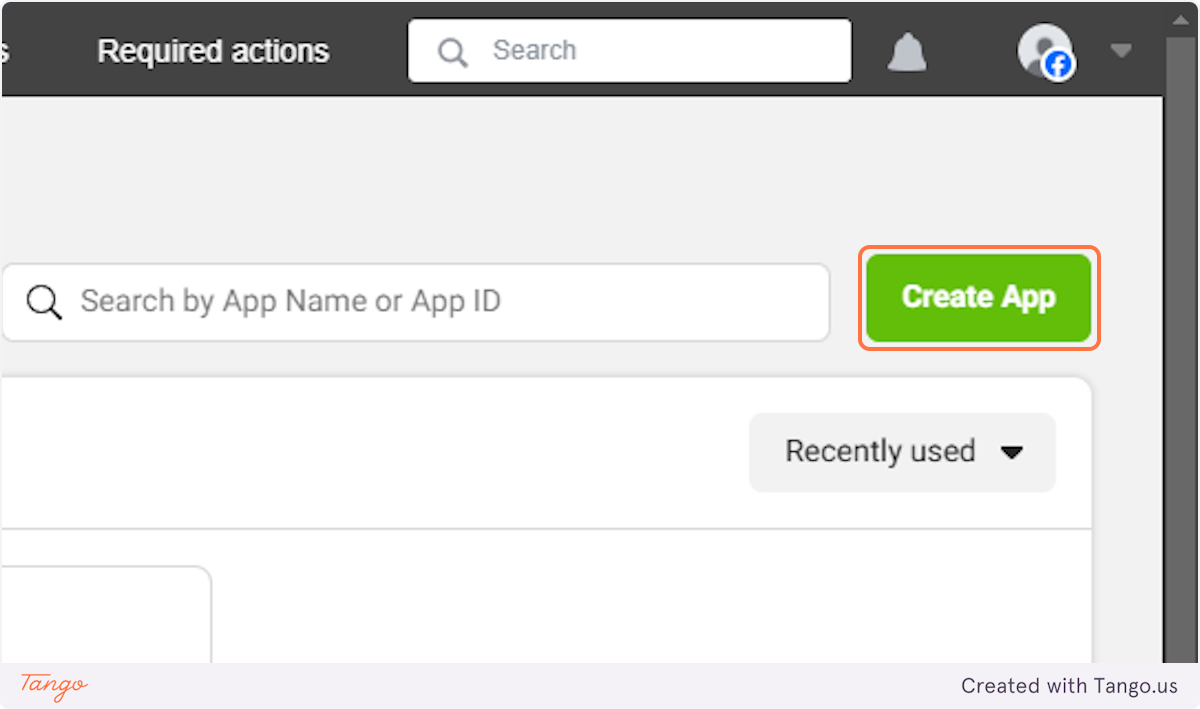 s Required actions Search
Search by App Name or App ID Create App
Recently used
Tango Created with Tango.us